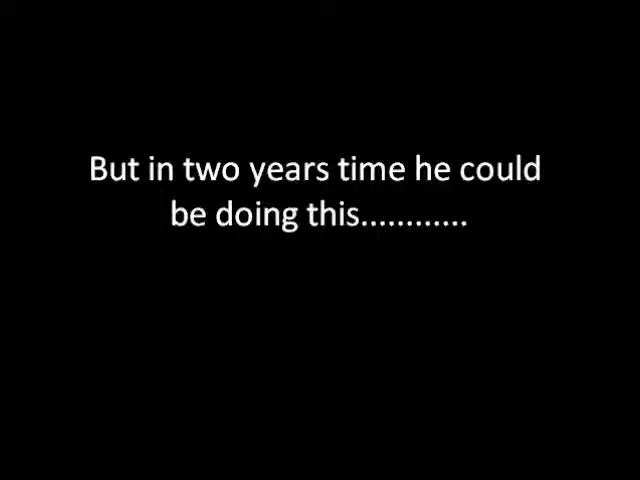 But in two years time he could
be doing this............